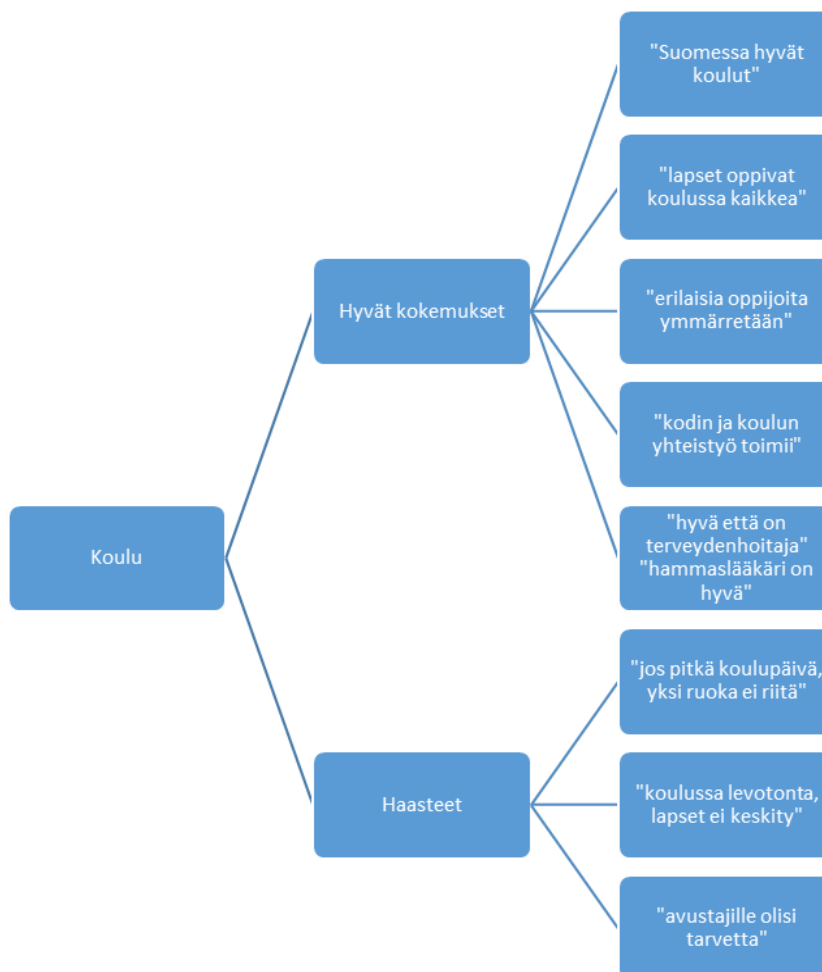 "Suomessa hyvät
koulut"
"lapset oppivat
koulussa kaikkea"
Hyvät kokemukset
"erilaisia oppijoita
ymmärretään"
"kodin ja koulun
yhteistyö toimii"
Koulu
"hyvä että on
terveydenhoitaja"
"hammaslääkäri on
hyvä"
"jos pitkä koulupäivä,
yksi ruoka ei riitä"
Haasteet
"koulussa levotonta,
lapset ei keskity"
"avustajille olisi
tarvetta"